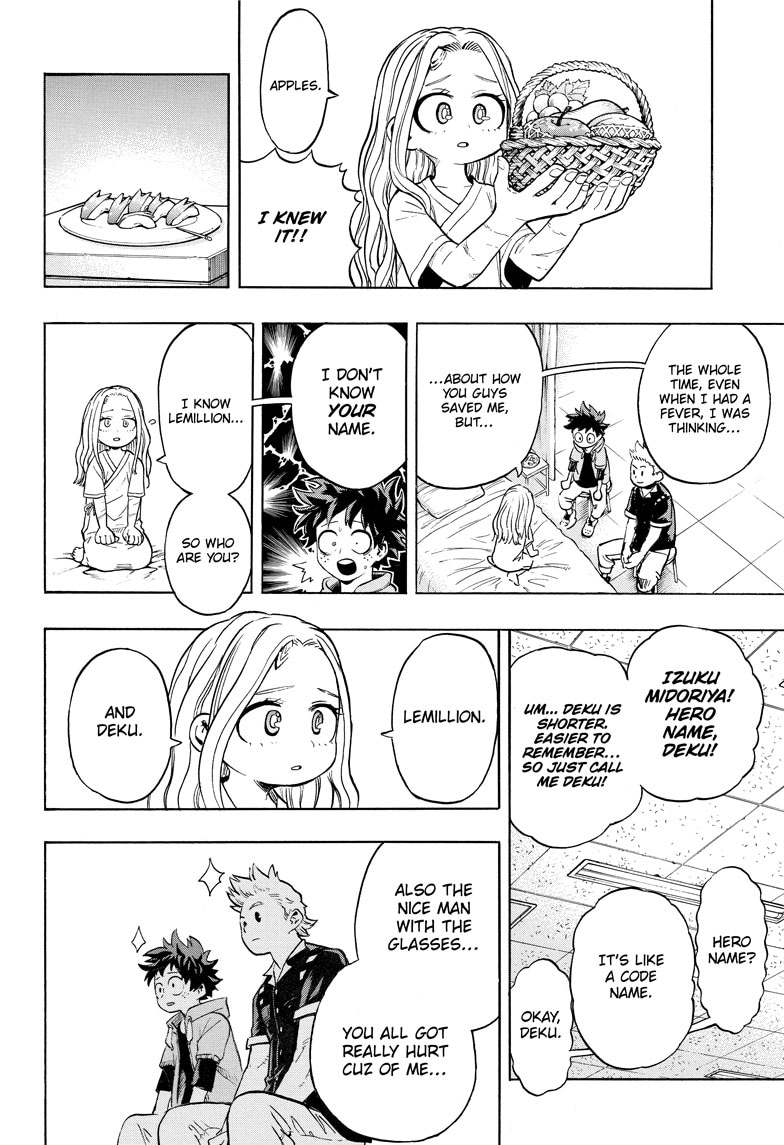 APPLES.
I KNEW
IT!!
THE WHOLE
TIME, EVEN
WHEN I HAD A
FEVER, I WAS
THINKING...
...ABOUT HOW
YOU GUYS
SAVED ME,
BUT...
I DON'T
KNOW
YOUR
NAME.
I KNOW
LEMILLION...
SO WHO
ARE YOU?
IZUKU
MIDORIYA!
HERO
NAME,
DEKU!
UM... DEKU IS
SHORTER.
EASIER TO
REMEMBER...
SO JUST CALL
ME DEKU!
HERO
NAME?
IT'S LIKE
A CODE
NAME.
OKAY,
DEKU.
LEMILLION.
AND
DEKU.
ALSO THE
NICE MAN
WITH THE
GLASSES...
YOU ALL GOT
REALLY HURT
CUZ OF ME...